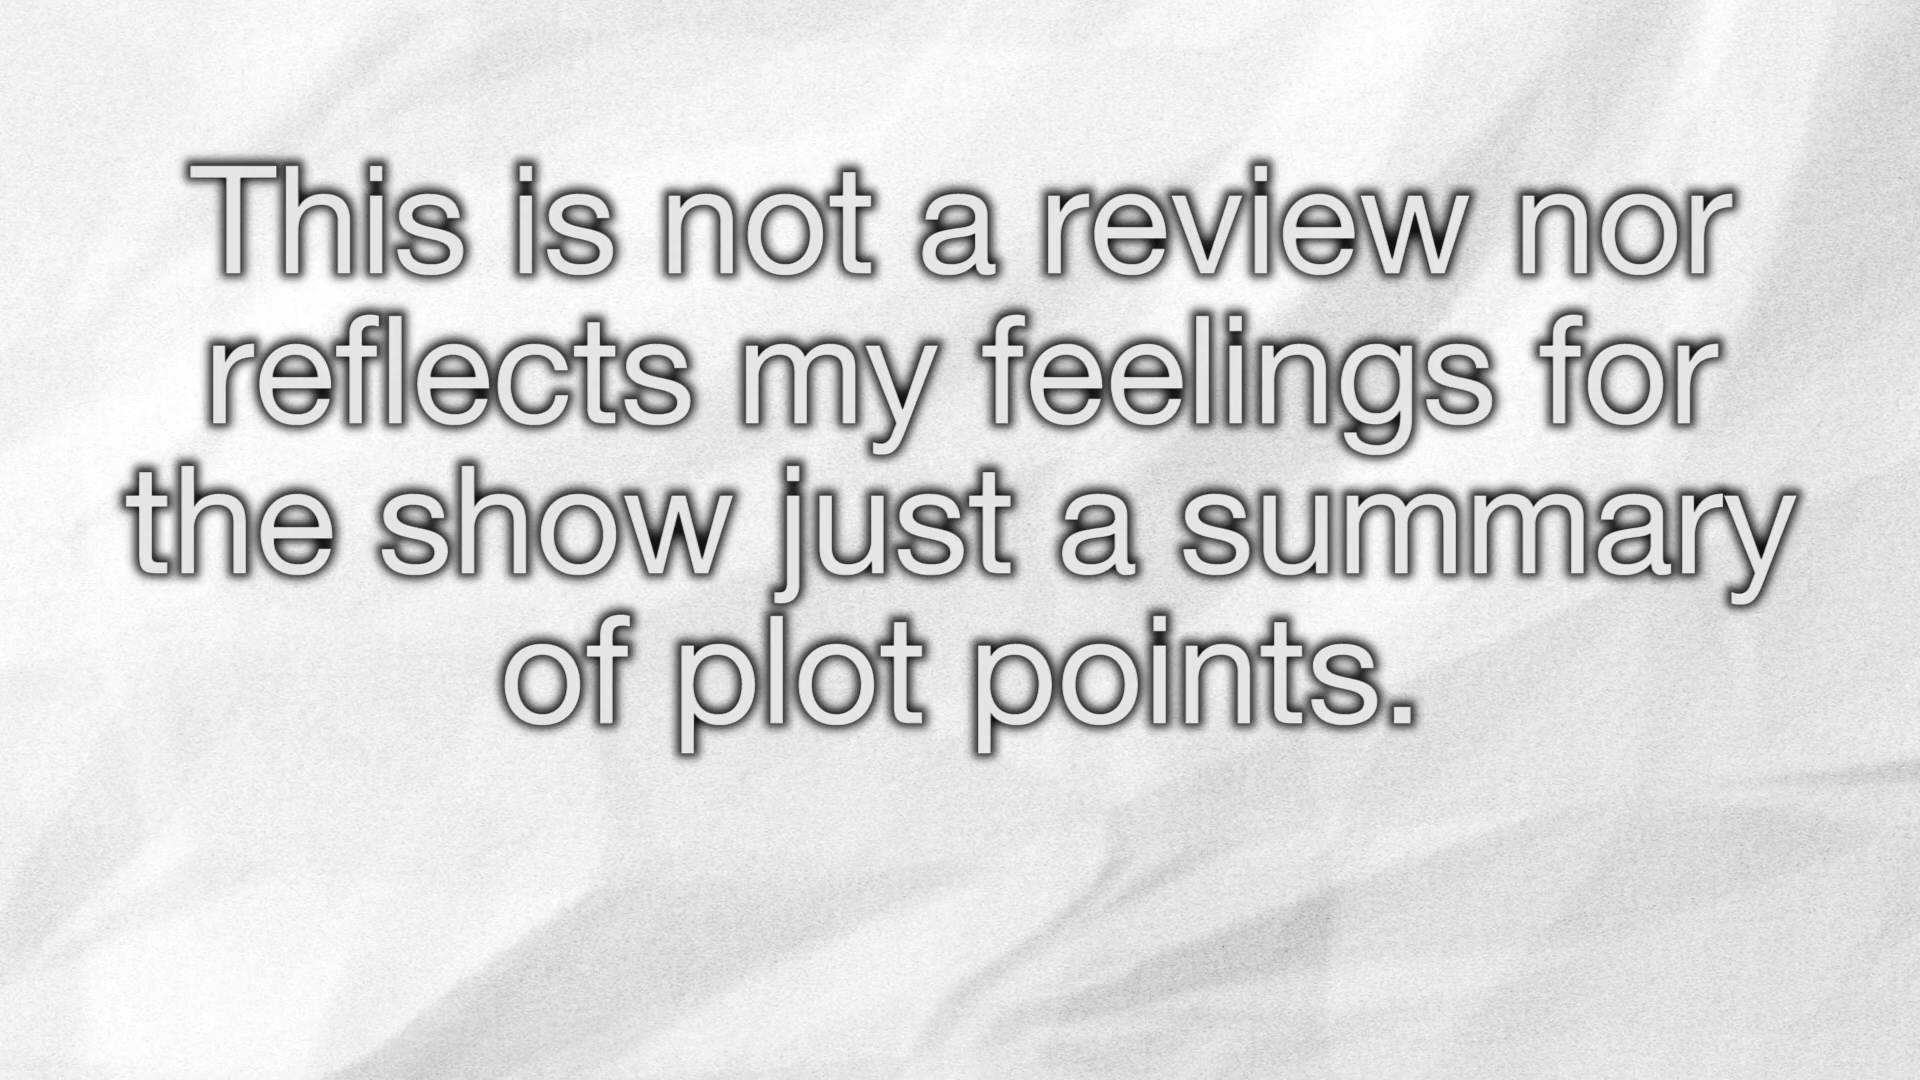 This is not a review nor
reflects my feelings for
the show just a summary
of plot points.